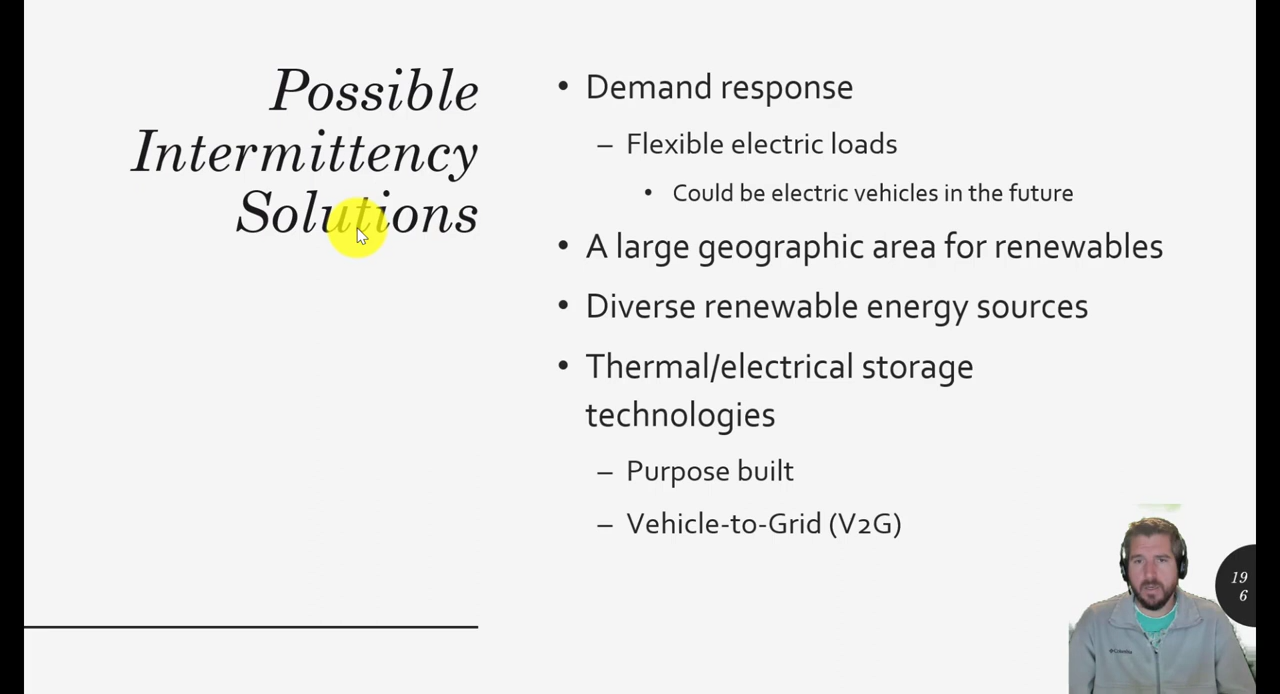 Possible
Intermittency
Solutions
• Demand response
– Flexible electric loads
• Could be electric vehicles in the future
• A large geographic area for renewables
• Diverse renewable energy sources
• Thermal/electrical storage
technologies
– Purpose built
– Vehicle-to-Grid (V2G)
19
6
Columbia